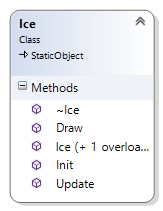 Ice
Class
StaticObject
Methods
~Ice
Draw
Ice (+ 1 overloa...
Init
Update